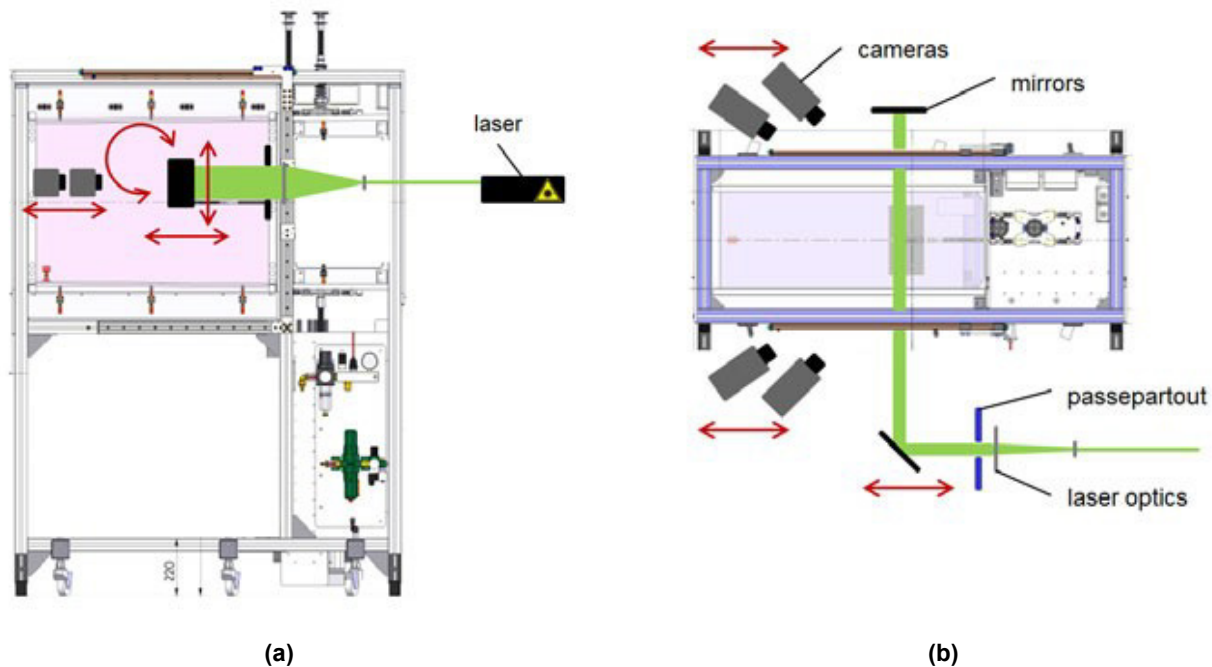 laser
220
(a)
cameras
mirrors
passepartout
laser optics
(b)